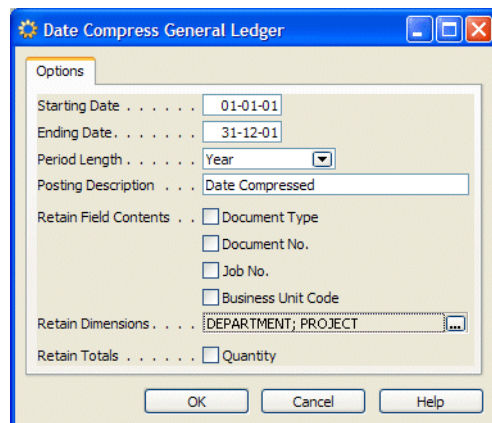 Date Compress General Ledger
Options
Starting Date . . . . . . 01-01-01
Ending Date. . . . . . . 31-12-01
Period Length . . . . . . Year
Posting Description . . . Date Compressed
Retain Field Contents . . Document Type
Document No.
Job No.
Business Unit Code
Retain Dimensions. . . . DEPARTMENT; PROJECT ...
Retain Totals . . . . . . Quantity
OK Cancel Help